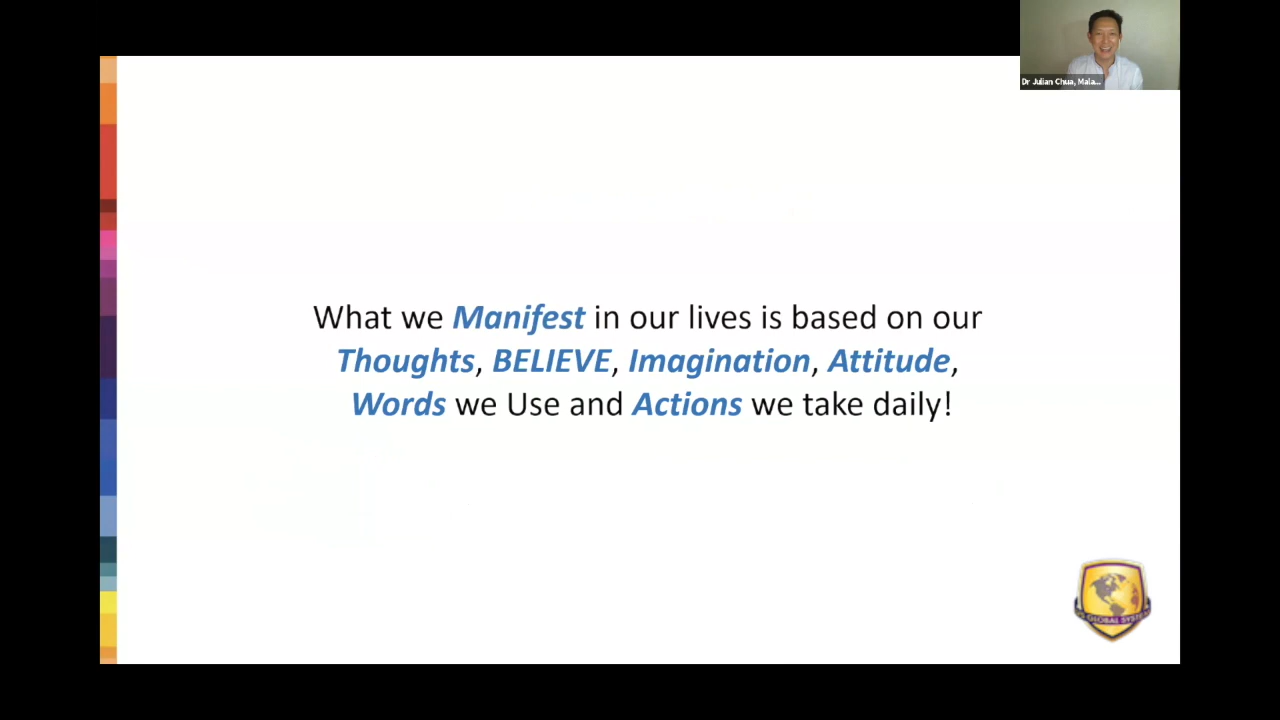 Dr Julian Chua, Mala...
What we Manifest in our lives is based on our
Thoughts, BELIEVE, Imagination, Attitude,
Words we Use and Actions we take daily!
GLOBAL